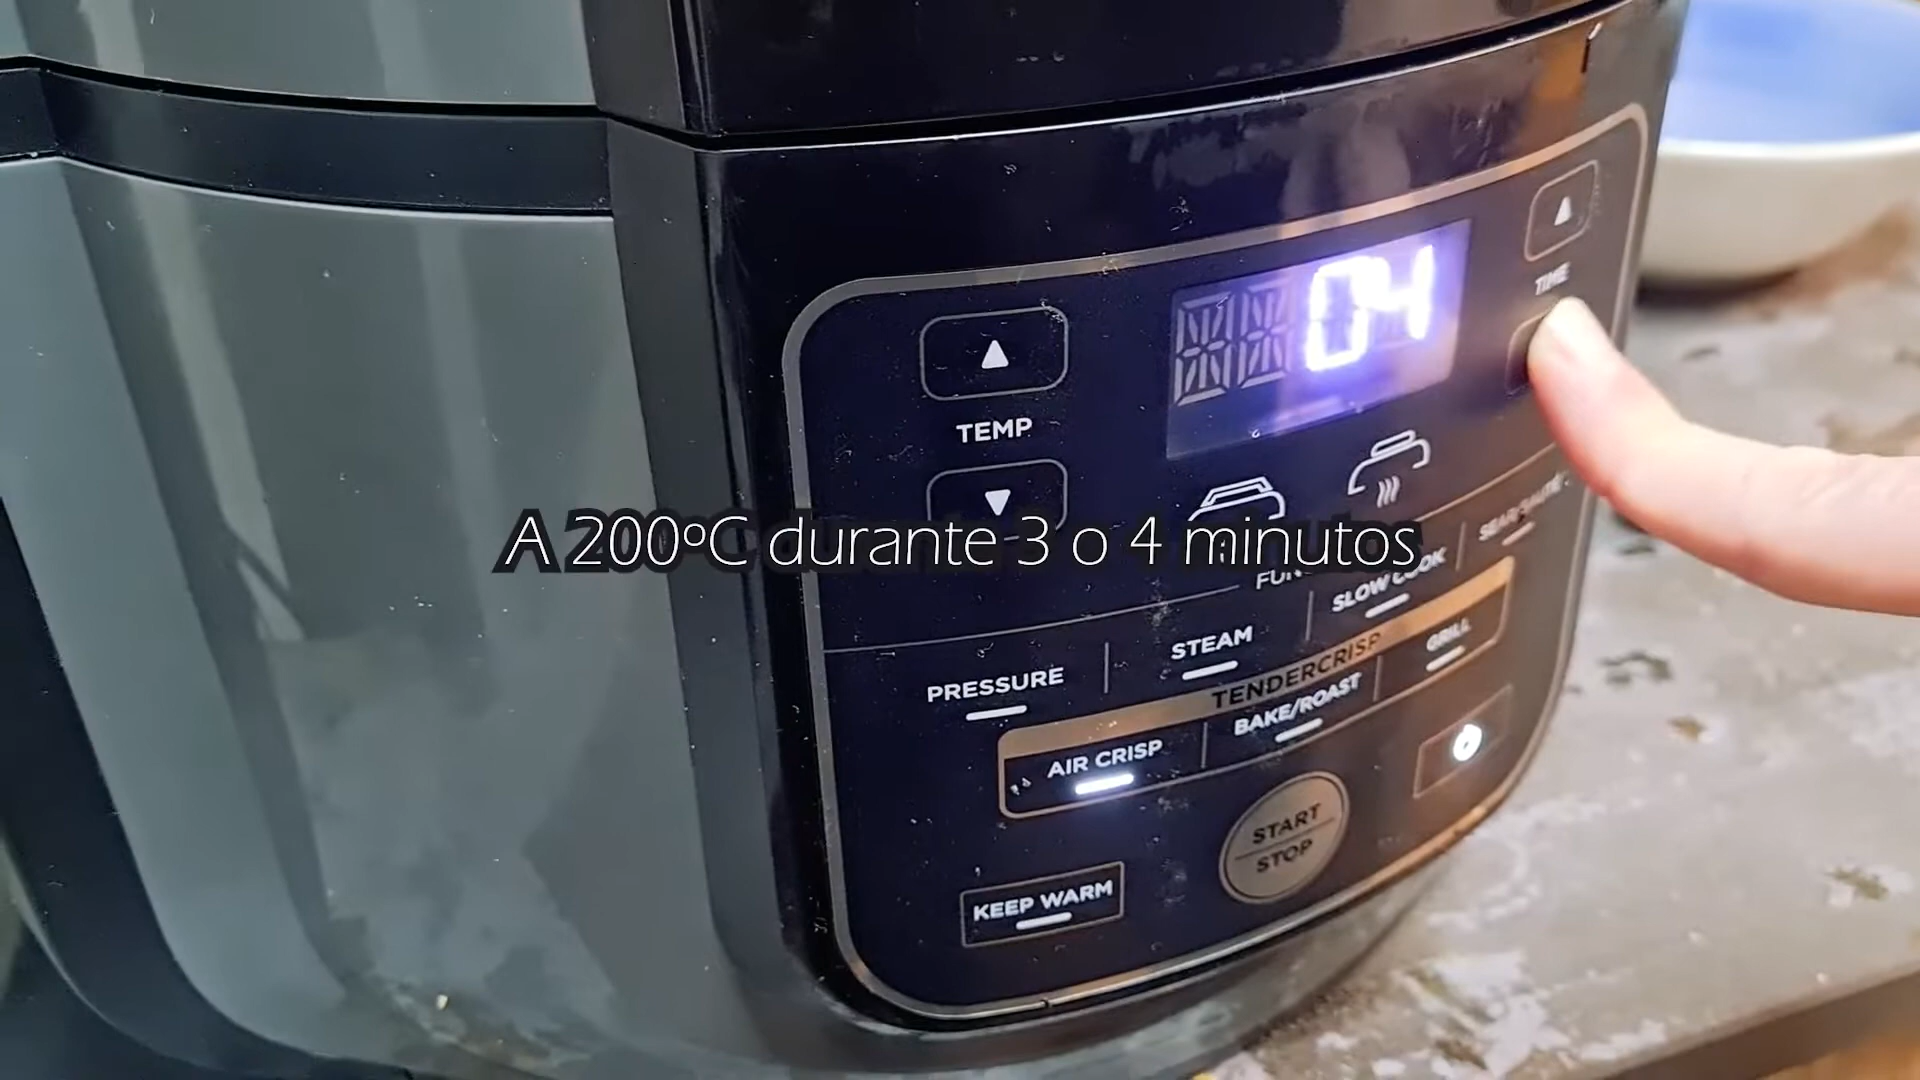 04
TIME
TEMP
A 200ºC durante 3 o 4 minutos
SLOW COOK
STEAM
PRESSURE
TENDERCRISP
GRILL
BAKE/ROAST
AIR CRISP
START
STOP
KEEP WARM